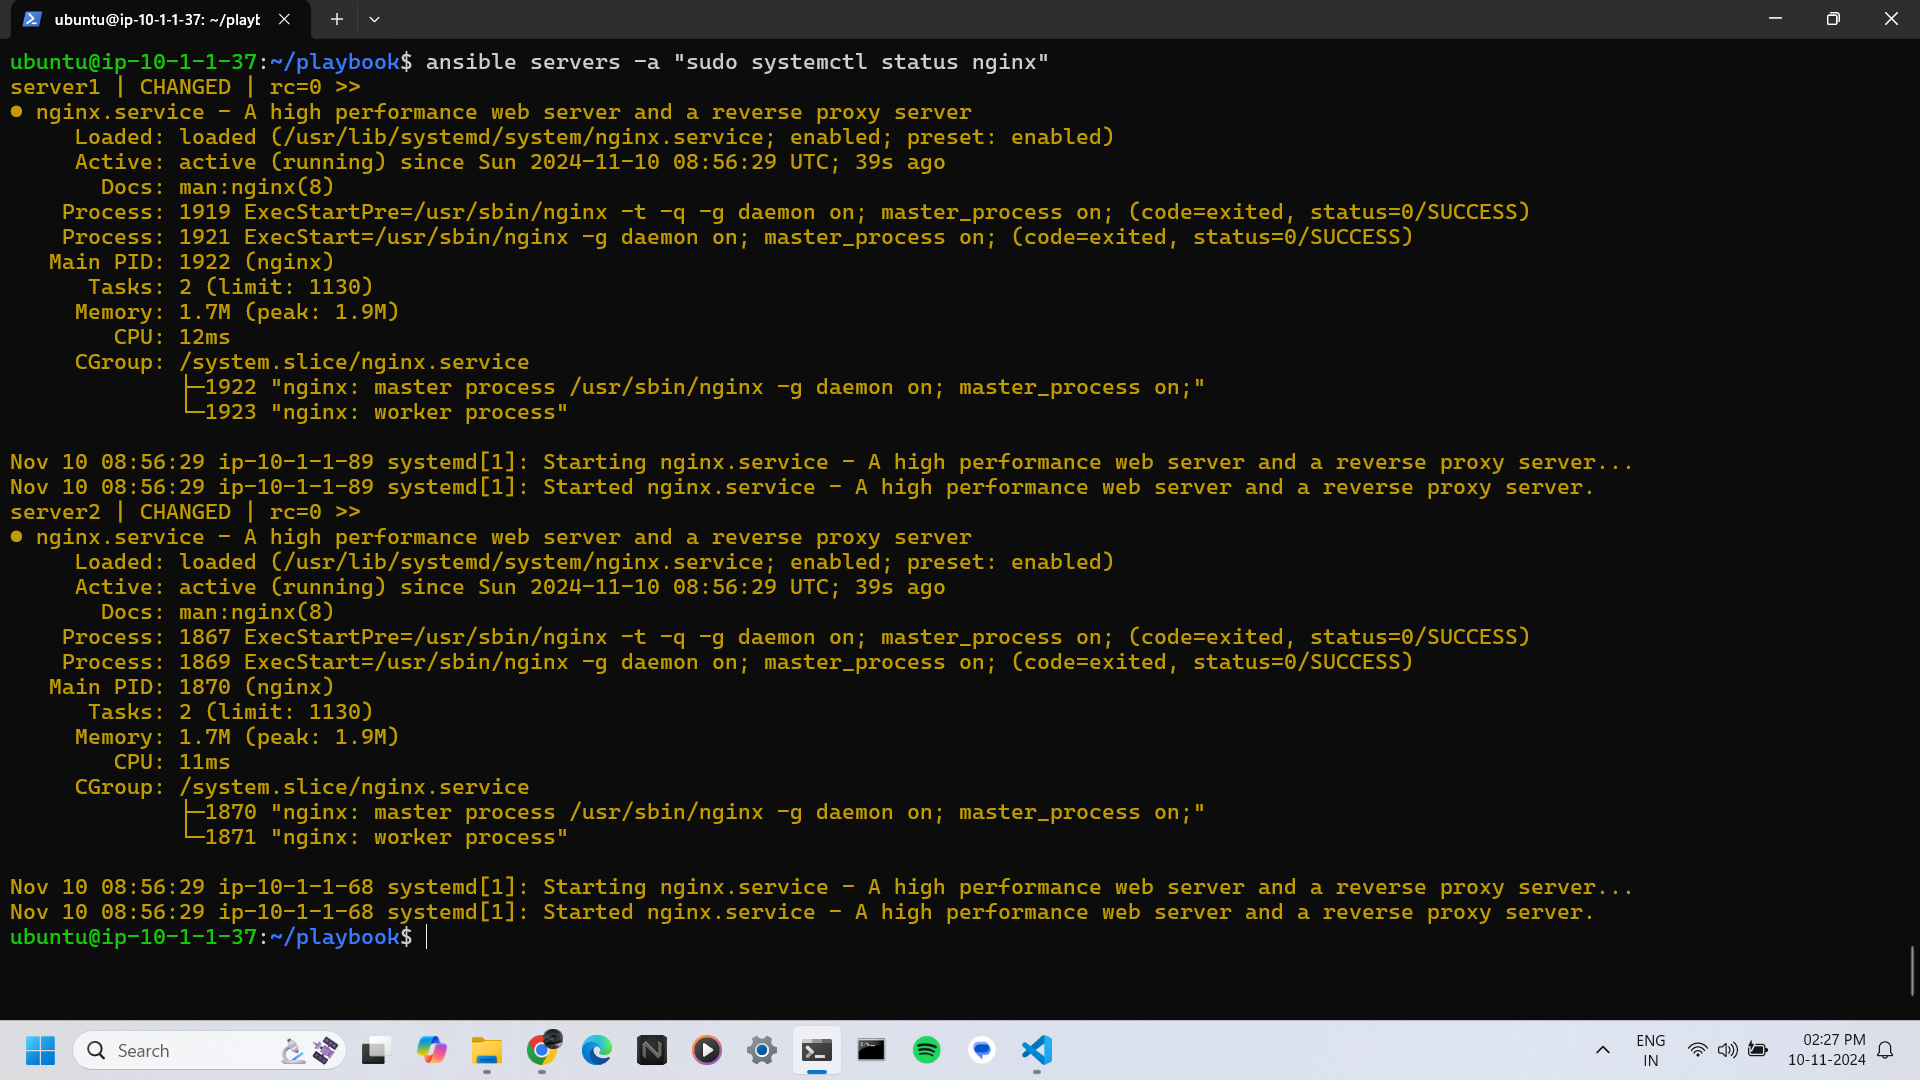 ubuntu@ip-10-1-1-37: ~/playb
ubuntu@ip-10-1-1-37:~/playbook$ ansible servers -a "sudo systemctl status nginx"
server1 | CHANGED | rc=0 >>
● nginx.service - A high performance web server and a reverse proxy server
     Loaded: loaded (/usr/lib/systemd/system/nginx.service; enabled; preset: enabled)
     Active: active (running) since Sun 2024-11-10 08:56:29 UTC; 39s ago
       Docs: man:nginx(8)
    Process: 1919 ExecStartPre=/usr/sbin/nginx -t -q -g daemon on; master_process on; (code=exited, status=0/SUCCESS)
    Process: 1921 ExecStart=/usr/sbin/nginx -g daemon on; master_process on; (code=exited, status=0/SUCCESS)
   Main PID: 1922 (nginx)
      Tasks: 2 (limit: 1130)
     Memory: 1.7M (peak: 1.9M)
        CPU: 12ms
     CGroup: /system.slice/nginx.service
             ├─1922 "nginx: master process /usr/sbin/nginx -g daemon on; master_process on;"
             └─1923 "nginx: worker process"
Nov 10 08:56:29 ip-10-1-1-89 systemd[1]: Starting nginx.service - A high performance web server and a reverse proxy server...
Nov 10 08:56:29 ip-10-1-1-89 systemd[1]: Started nginx.service - A high performance web server and a reverse proxy server.
server2 | CHANGED | rc=0 >>
● nginx.service - A high performance web server and a reverse proxy server
     Loaded: loaded (/usr/lib/systemd/system/nginx.service; enabled; preset: enabled)
     Active: active (running) since Sun 2024-11-10 08:56:29 UTC; 39s ago
       Docs: man:nginx(8)
    Process: 1867 ExecStartPre=/usr/sbin/nginx -t -q -g daemon on; master_process on; (code=exited, status=0/SUCCESS)
    Process: 1869 ExecStart=/usr/sbin/nginx -g daemon on; master_process on; (code=exited, status=0/SUCCESS)
   Main PID: 1870 (nginx)
      Tasks: 2 (limit: 1130)
     Memory: 1.7M (peak: 1.9M)
        CPU: 11ms
     CGroup: /system.slice/nginx.service
             ├─1870 "nginx: master process /usr/sbin/nginx -g daemon on; master_process on;"
             └─1871 "nginx: worker process"
Nov 10 08:56:29 ip-10-1-1-68 systemd[1]: Starting nginx.service - A high performance web server and a reverse proxy server...
Nov 10 08:56:29 ip-10-1-1-68 systemd[1]: Started nginx.service - A high performance web server and a reverse proxy server.
ubuntu@ip-10-1-1-37:~/playbook$
Search
ENG
IN
02:27 PM
10-11-2024